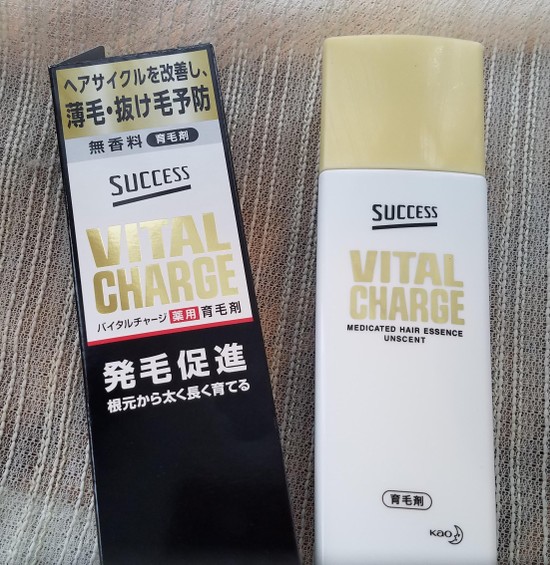 ヘアサイクルを改善し、
薄毛・抜け毛予防
無香料 育毛剤
SUCCESS
VITAL
CHARGE
バイタルチャージ 薬用 育毛剤
発毛促進
根元から太く長く育てる
SUCCESS
VITAL
CHARGE
MEDICATED HAIR ESSENCE
UNSCENT
育毛剤
Kao